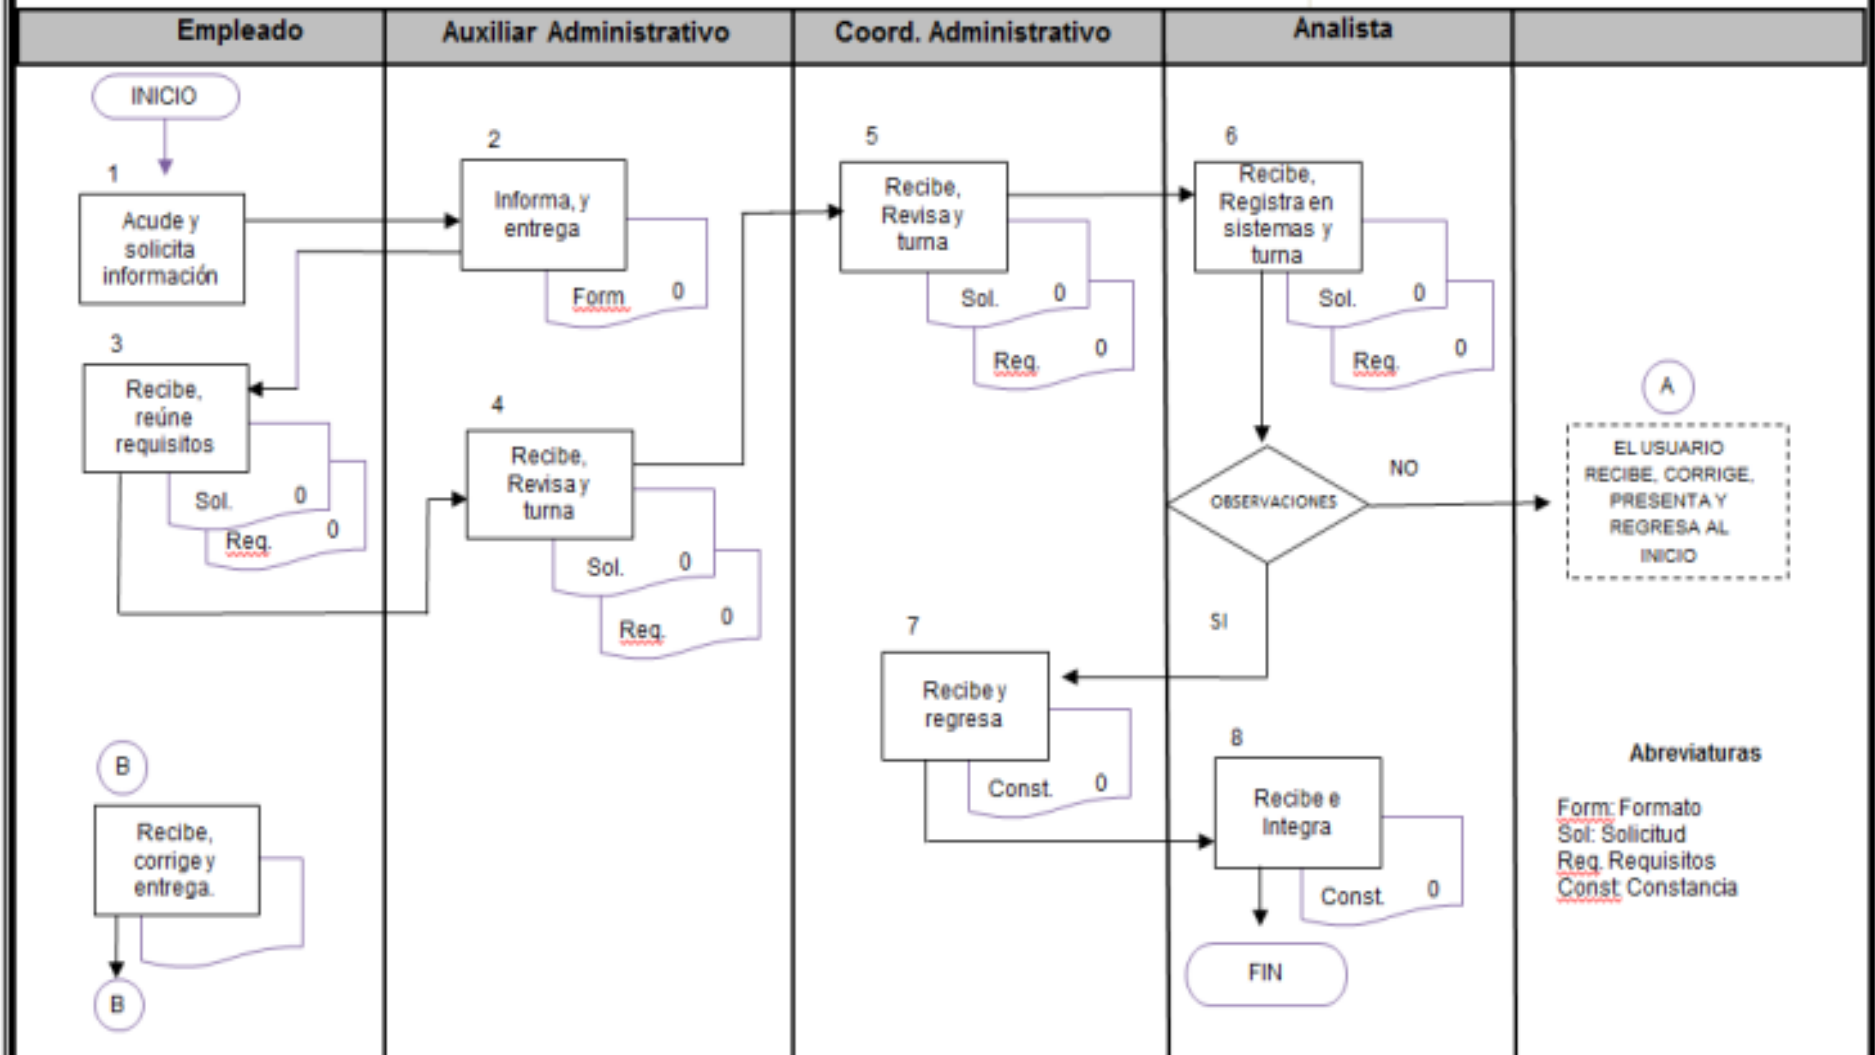 Empleado
Auxiliar Administrativo
Coord. Administrativo
Analista
INICIO
1
Acude y
solicita
información
2
Informa, y
entrega
Form 0
3
Recibe,
reúne
requisitos
Sol. 0
Req. 0
4
Recibe,
Revisa y
turna
Sol. 0
Req. 0
5
Recibe,
Revisa y
turna
Sol. 0
Req. 0
6
Recibe,
Registra en
sistemas y
turna
Sol. 0
Req. 0
OBSERVACIONES
NO
SI
A
EL USUARIO
RECIBE, CORRIGE,
PRESENTA Y
REGRESA AL
INICIO
7
Recibe y
regresa
Const. 0
8
Recibe e
Integra
Const. 0
FIN
B
Recibe,
corrige y
entrega.
B
Abreviaturas
Form: Formato
Sol: Solicitud
Req. Requisitos
Const: Constancia